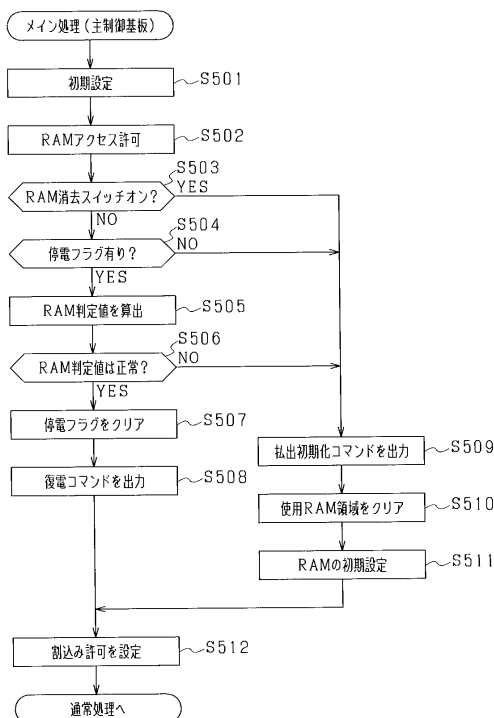 メイン処理(主制御基板)
初期設定
S501
RAMアクセス許可
S502
S503
RAM消去スイッチオン?
YES
NO
S504
停電フラグ有り?
NO
YES
RAM判定値を算出
S505
S506
RAM判定値は正常?
NO
YES
停電フラグをクリア
S507
復電コマンドを出力
S508
払出初期化コマンドを出力
S509
使用RAM領域をクリア
S510
RAMの初期設定
S511
割込み許可を設定
S512
通常処理へ